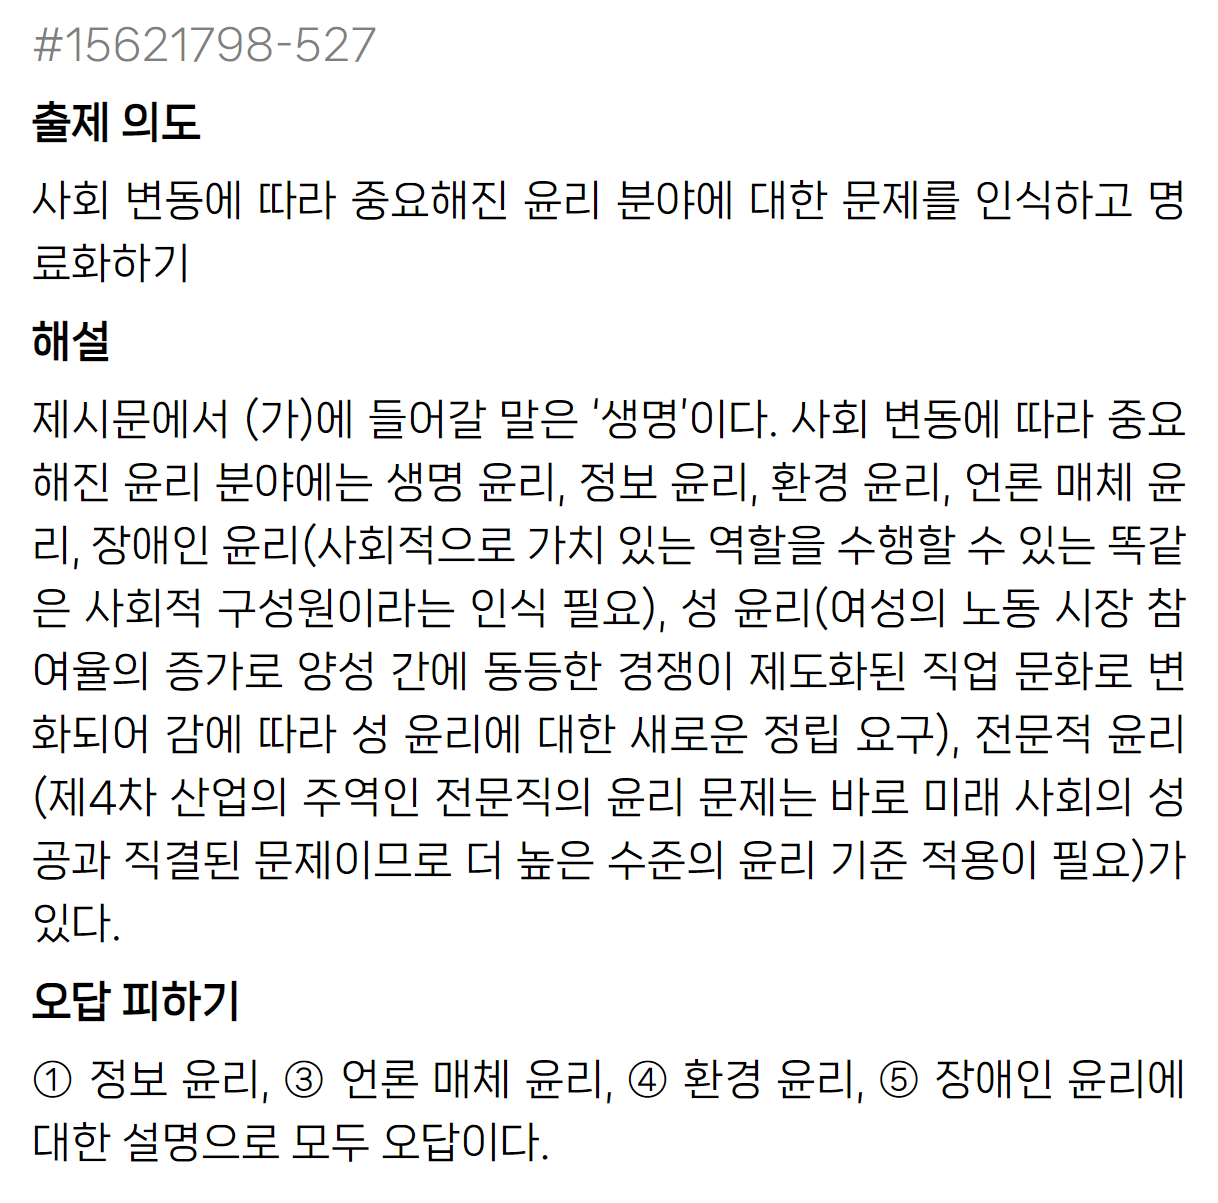 #15621798-527
출제 의도
사회 변동에 따라 중요해진 윤리 분야에 대한 문제를 인식하고 명
료화하기
해설
제시문에서 (가)에 들어갈 말은 ‘생명’이다. 사회 변동에 따라 중요
해진 윤리 분야에는 생명 윤리, 정보 윤리, 환경 윤리, 언론 매체 윤
리, 장애인 윤리(사회적으로 가치 있는 역할을 수행할 수 있는 똑같
은 사회적 구성원이라는 인식 필요), 성 윤리(여성의 노동 시장 참
여율의 증가로 양성 간에 동등한 경쟁이 제도화된 직업 문화로 변
화되어 감에 따라 성 윤리에 대한 새로운 정립 요구), 전문적 윤리
(제4차 산업의 주역인 전문직의 윤리 문제는 바로 미래 사회의 성
공과 직결된 문제이므로 더 높은 수준의 윤리 기준 적용이 필요)가
있다.
오답 피하기
① 정보 윤리, ③ 언론 매체 윤리, ④ 환경 윤리, ⑤ 장애인 윤리에
대한 설명으로 모두 오답이다.